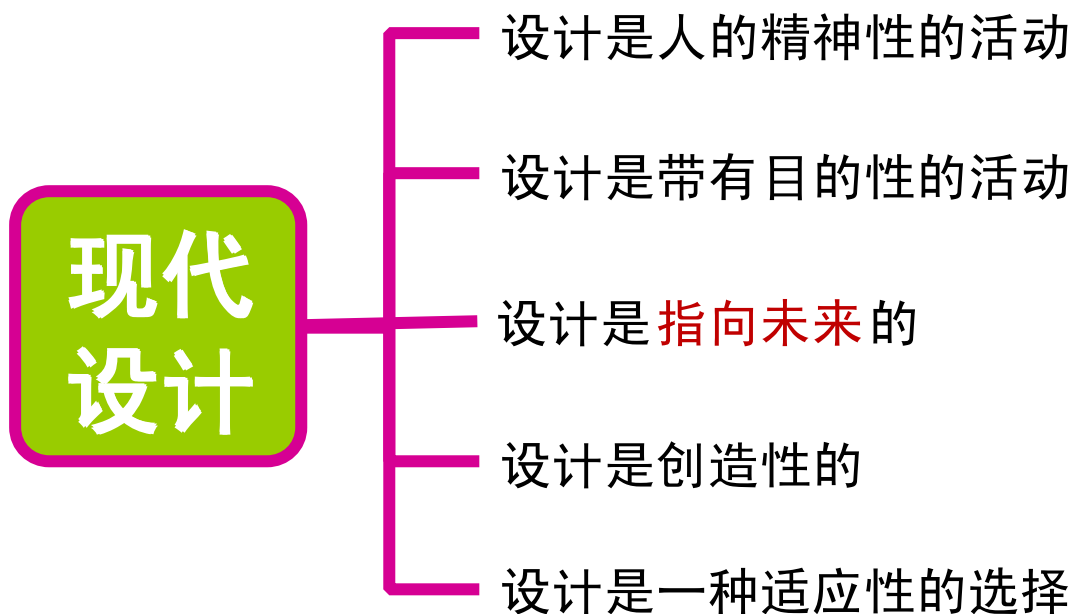 现代
设计
设计是人的精神性的活动
设计是带有目的性的活动
设计是指向未来的
设计是创造性的
设计是一种适应性的选择